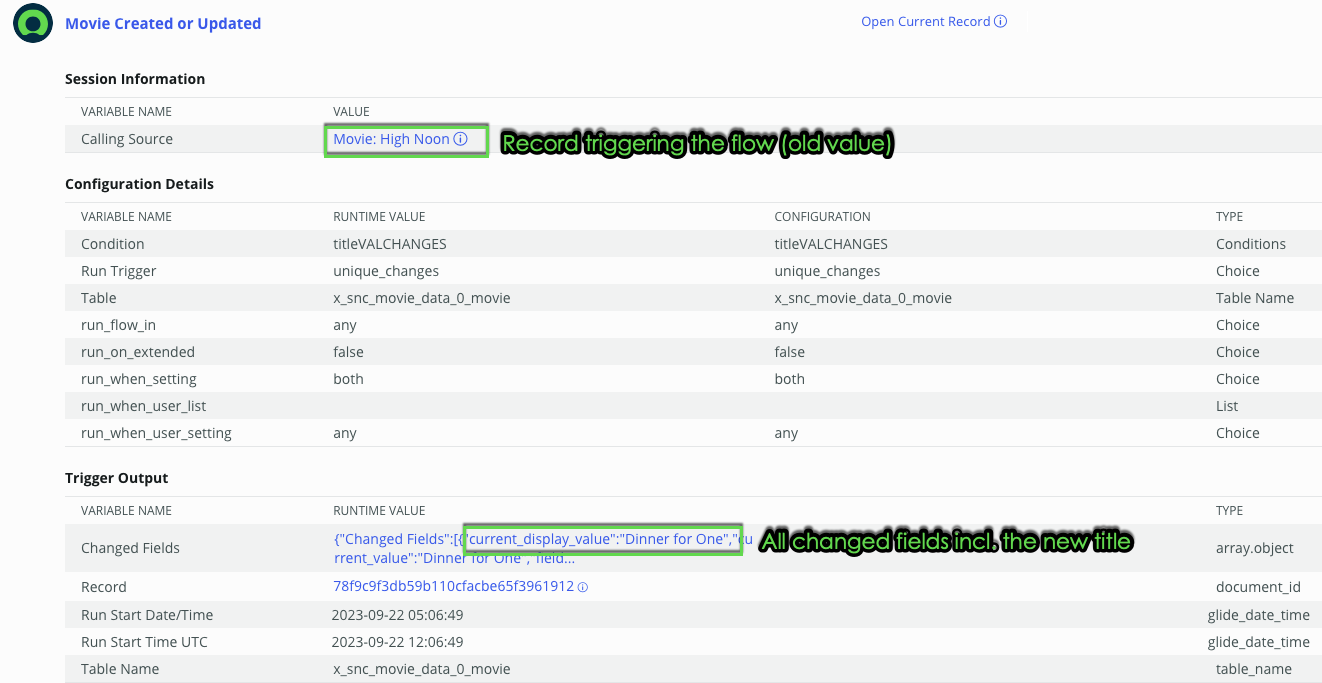 Movie Created or Updated
Open Current Record
Session Information
VARIABLE NAME VALUE
Calling Source Movie: High Noon Record triggering the flow (old value)
Configuration Details
VARIABLE NAME RUNTIME VALUE CONFIGURATION TYPE
Condition titleVALCHANGES titleVALCHANGES Conditions
Run Trigger unique_changes unique_changes Choice
Table x_snc_movie_data_0_movie x_snc_movie_data_0_movie Table Name
run_flow_in any any Choice
run_on_extended false false Choice
run_when_setting both both Choice
run_when_user_list List
run_when_user_setting any any Choice
Trigger Output
VARIABLE NAME RUNTIME VALUE TYPE
Changed Fields {"Changed Fields":[{"current_display_value":"Dinner for One","cu All changed fields incl. the new title array.object
rrent_value":"Dinner for One","field...
Record 78f9c9f3db59b110cfacbe65f3961912 document_id
Run Start Date/Time 2023-09-22 05:06:49 glide_date_time
Run Start Time UTC 2023-09-22 12:06:49 glide_date_time
Table Name x_snc_movie_data_0_movie table_name